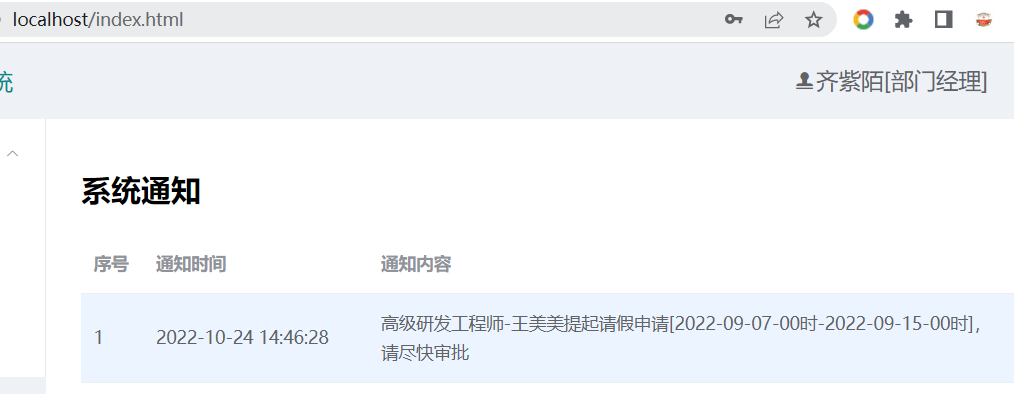 localhost/index.html
统
齐紫陌[部门经理]
系统通知
序号 通知时间 通知内容
1 2022-10-24 14:46:28 高级研发工程师-王美美提起请假申请[2022-09-07-00时-2022-09-15-00时],
请尽快审批